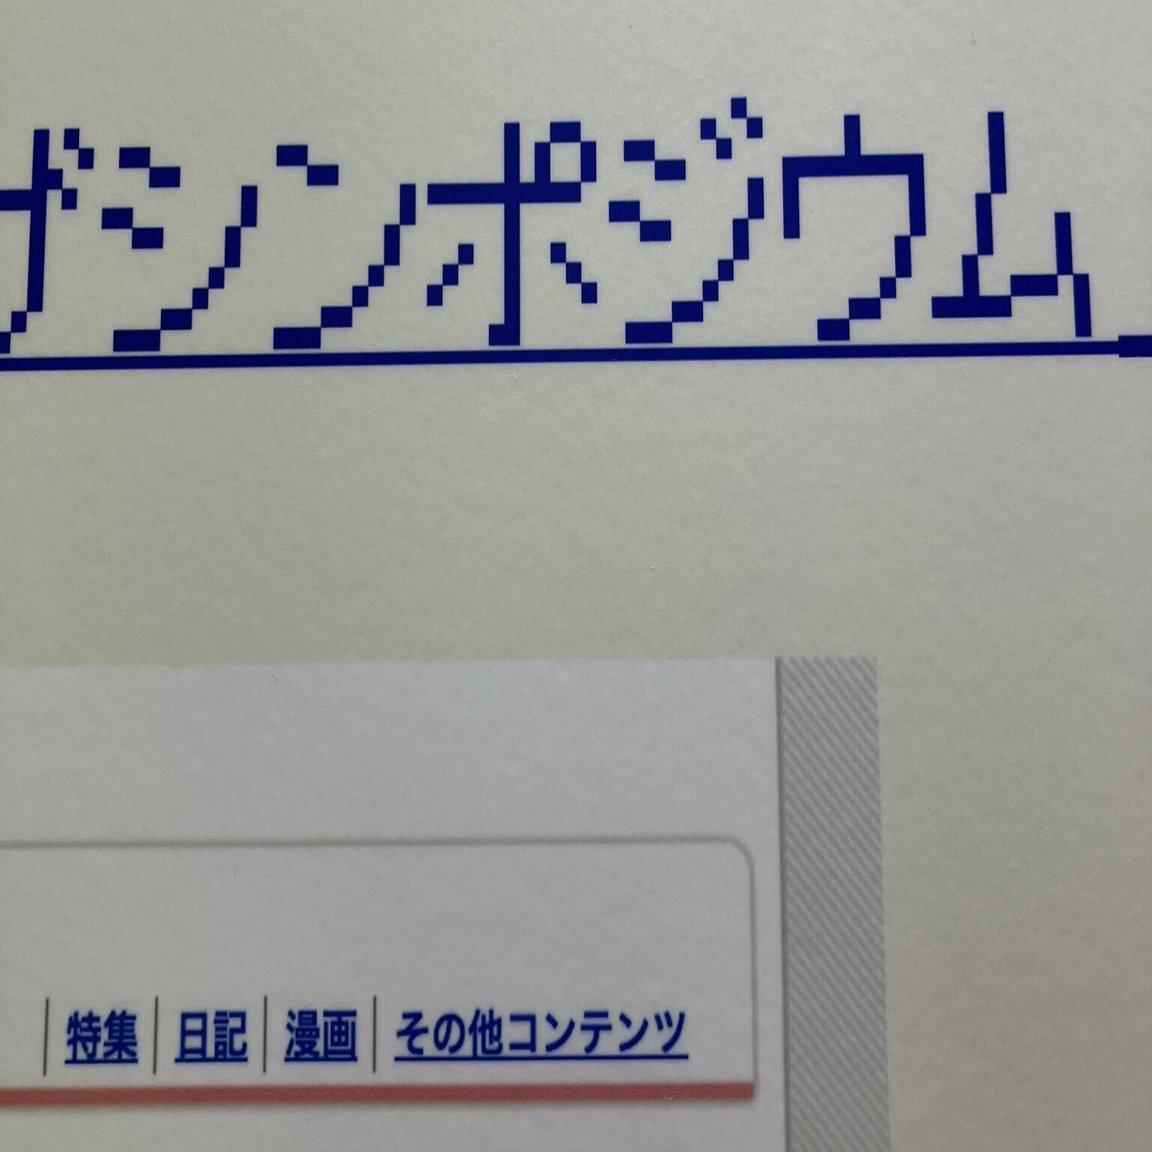 ザシンポジウム
特集 | 日記 | 漫画 | その他コンテンツ